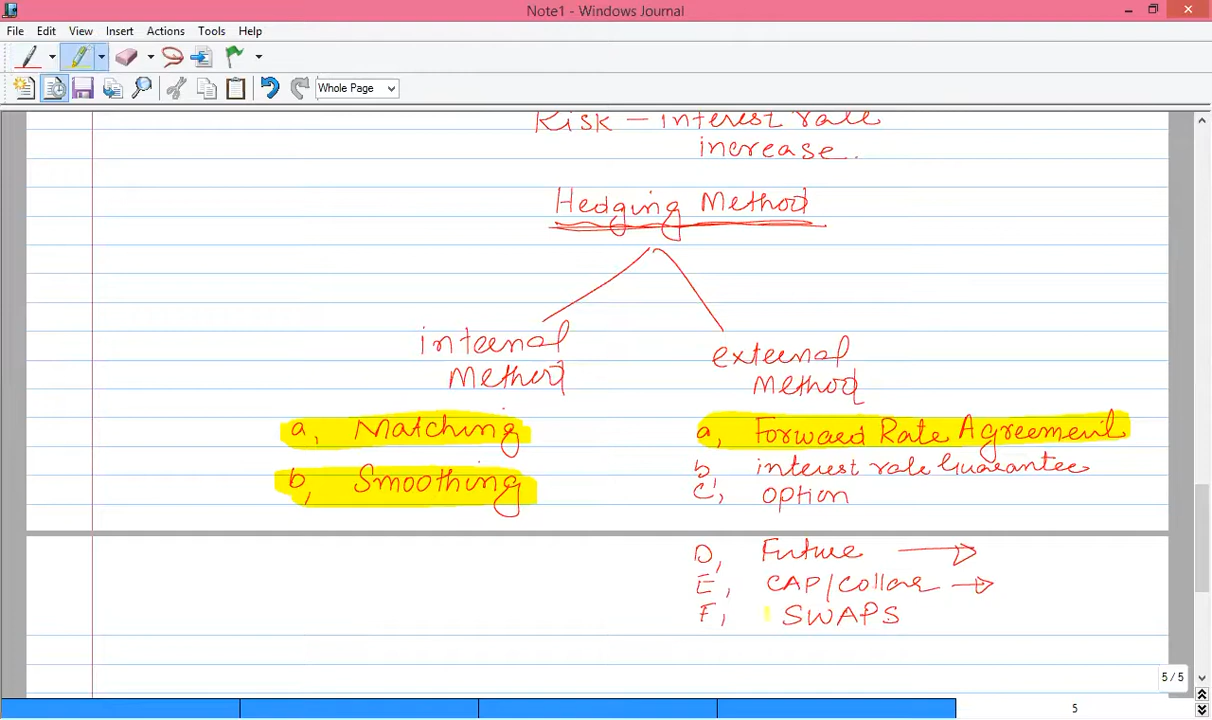 Note1 - Windows Journal
File Edit View Insert Actions Tools Help
Whole Page
Risk – interest rate
increase.
Hedging Method
internal
Method
external
Method
a, Matching
b, Smoothing
a, Forward Rate Agreement
b, interest rate Guarantee
C, option
D, Future
E, CAP/Collar
F, SWAPS
5 / 5
5